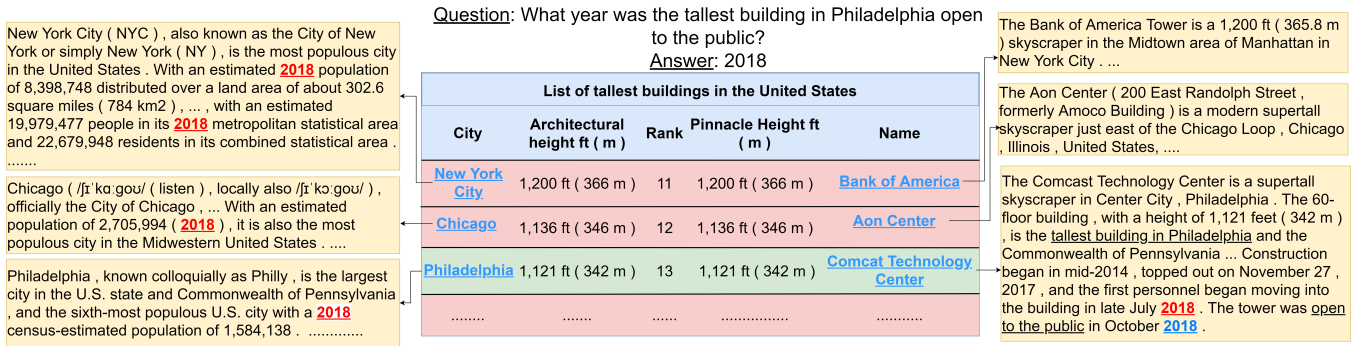 Question: What year was the tallest building in Philadelphia open
to the public?
Answer: 2018
New York City ( NYC ) , also known as the City of New
York or simply New York ( NY ) , is the most populous city
in the United States . With an estimated 2018 population
of 8,398,748 distributed over a land area of about 302.6
square miles ( 784 km2 ) , ... , with an estimated
19,979,477 people in its 2018 metropolitan statistical area
and 22,679,948 residents in its combined statistical area .
.......
Chicago ( /ʃɪˈkɑːɡoʊ/ ( listen ) , locally also /ʃɪˈkɔːɡoʊ/ ) ,
officially the City of Chicago , ... With an estimated
population of 2,705,994 ( 2018 ) , it is also the most
populous city in the Midwestern United States . ....
Philadelphia , known colloquially as Philly , is the largest
city in the U.S. state and Commonwealth of Pennsylvania
, and the sixth-most populous U.S. city with a 2018
census-estimated population of 1,584,138 . .............
List of tallest buildings in the United States
City Architectural height ft ( m ) Rank Pinnacle Height ft ( m ) Name
New York City 1,200 ft ( 366 m ) 11 1,200 ft ( 366 m ) Bank of America
Chicago 1,136 ft ( 346 m ) 12 1,136 ft ( 346 m ) Aon Center
Philadelphia 1,121 ft ( 342 m ) 13 1,121 ft ( 342 m ) Comcat Technology Center
........ ....... ...... ...... ...........
The Bank of America Tower is a 1,200 ft ( 365.8 m
) skyscraper in the Midtown area of Manhattan in
New York City . ...
The Aon Center ( 200 East Randolph Street ,
formerly Amoco Building ) is a modern supertall
skyscraper just east of the Chicago Loop , Chicago
, Illinois , United States, ....
The Comcast Technology Center is a supertall
skyscraper in Center City , Philadelphia . The 60-
floor building , with a height of 1,121 feet ( 342 m )
, is the tallest building in Philadelphia and the
Commonwealth of Pennsylvania ... Construction
began in mid-2014 , topped out on November 27 ,
2017 , and the first personnel began moving into
the building in late July 2018 . The tower was open
to the public in October 2018 .